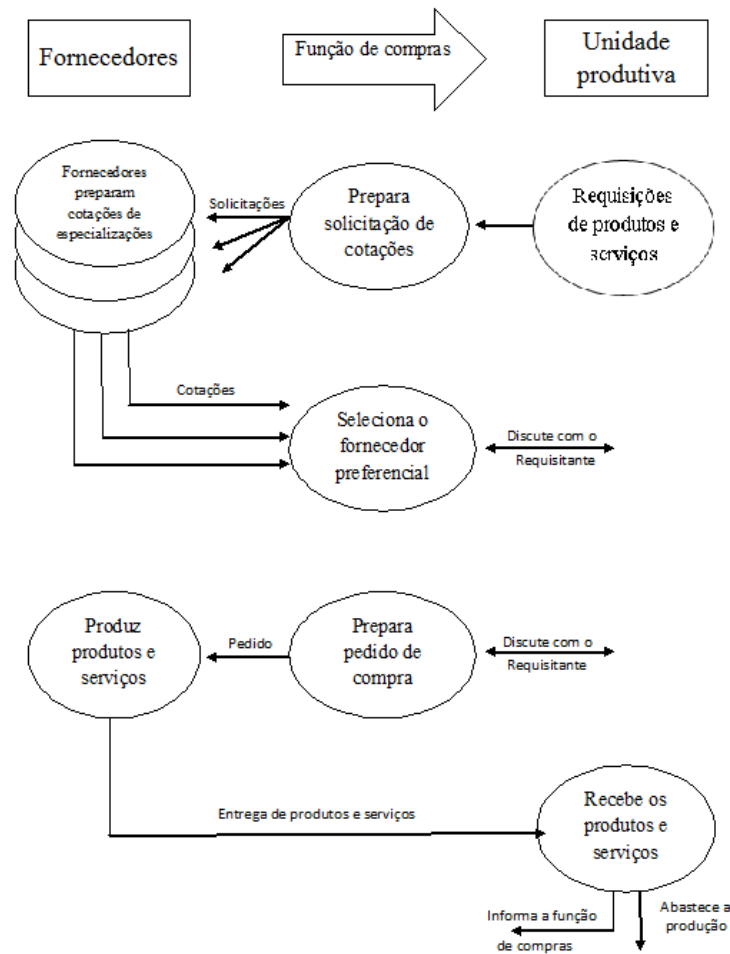 Fornecedores
Função de compras
Unidade
produtiva
Fornecedores
preparam
cotações de
especializações
Solicitações
Prepara
solicitação de
cotações
Requisições
de produtos e
serviços
Cotações
Seleciona o
fornecedor
preferencial
Discute com o
Requisitante
Produz
produtos e
serviços
Pedido
Prepara
pedido de
compra
Discute com o
Requisitante
Entrega de produtos e serviços
Recebe os
produtos e
serviços
Informa a função
de compras
Abastece a
produção